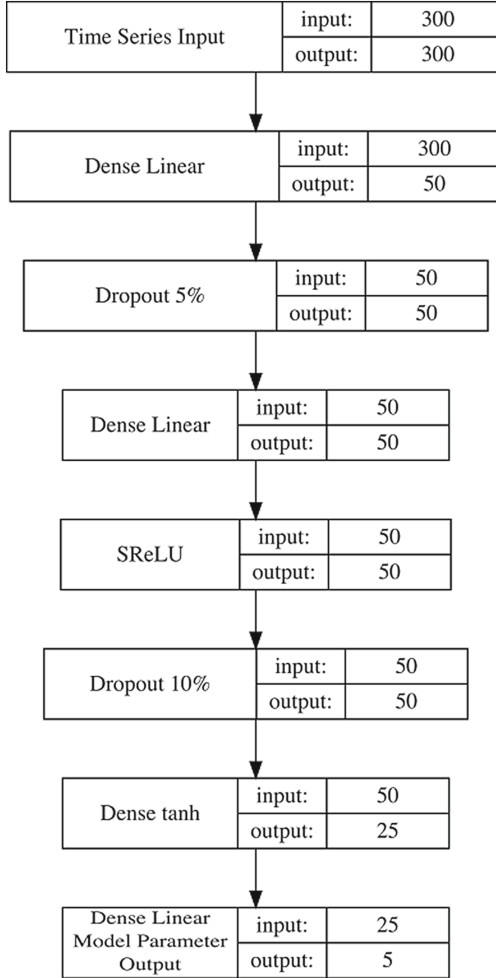 Time Series Input
input: 300
output: 300
Dense Linear
input: 300
output: 50
Dropout 5%
input: 50
output: 50
Dense Linear
input: 50
output: 50
SReLU
input: 50
output: 50
Dropout 10%
input: 50
output: 50
Dense tanh
input: 50
output: 25
Dense Linear
Model Parameter
Output
input: 25
output: 5